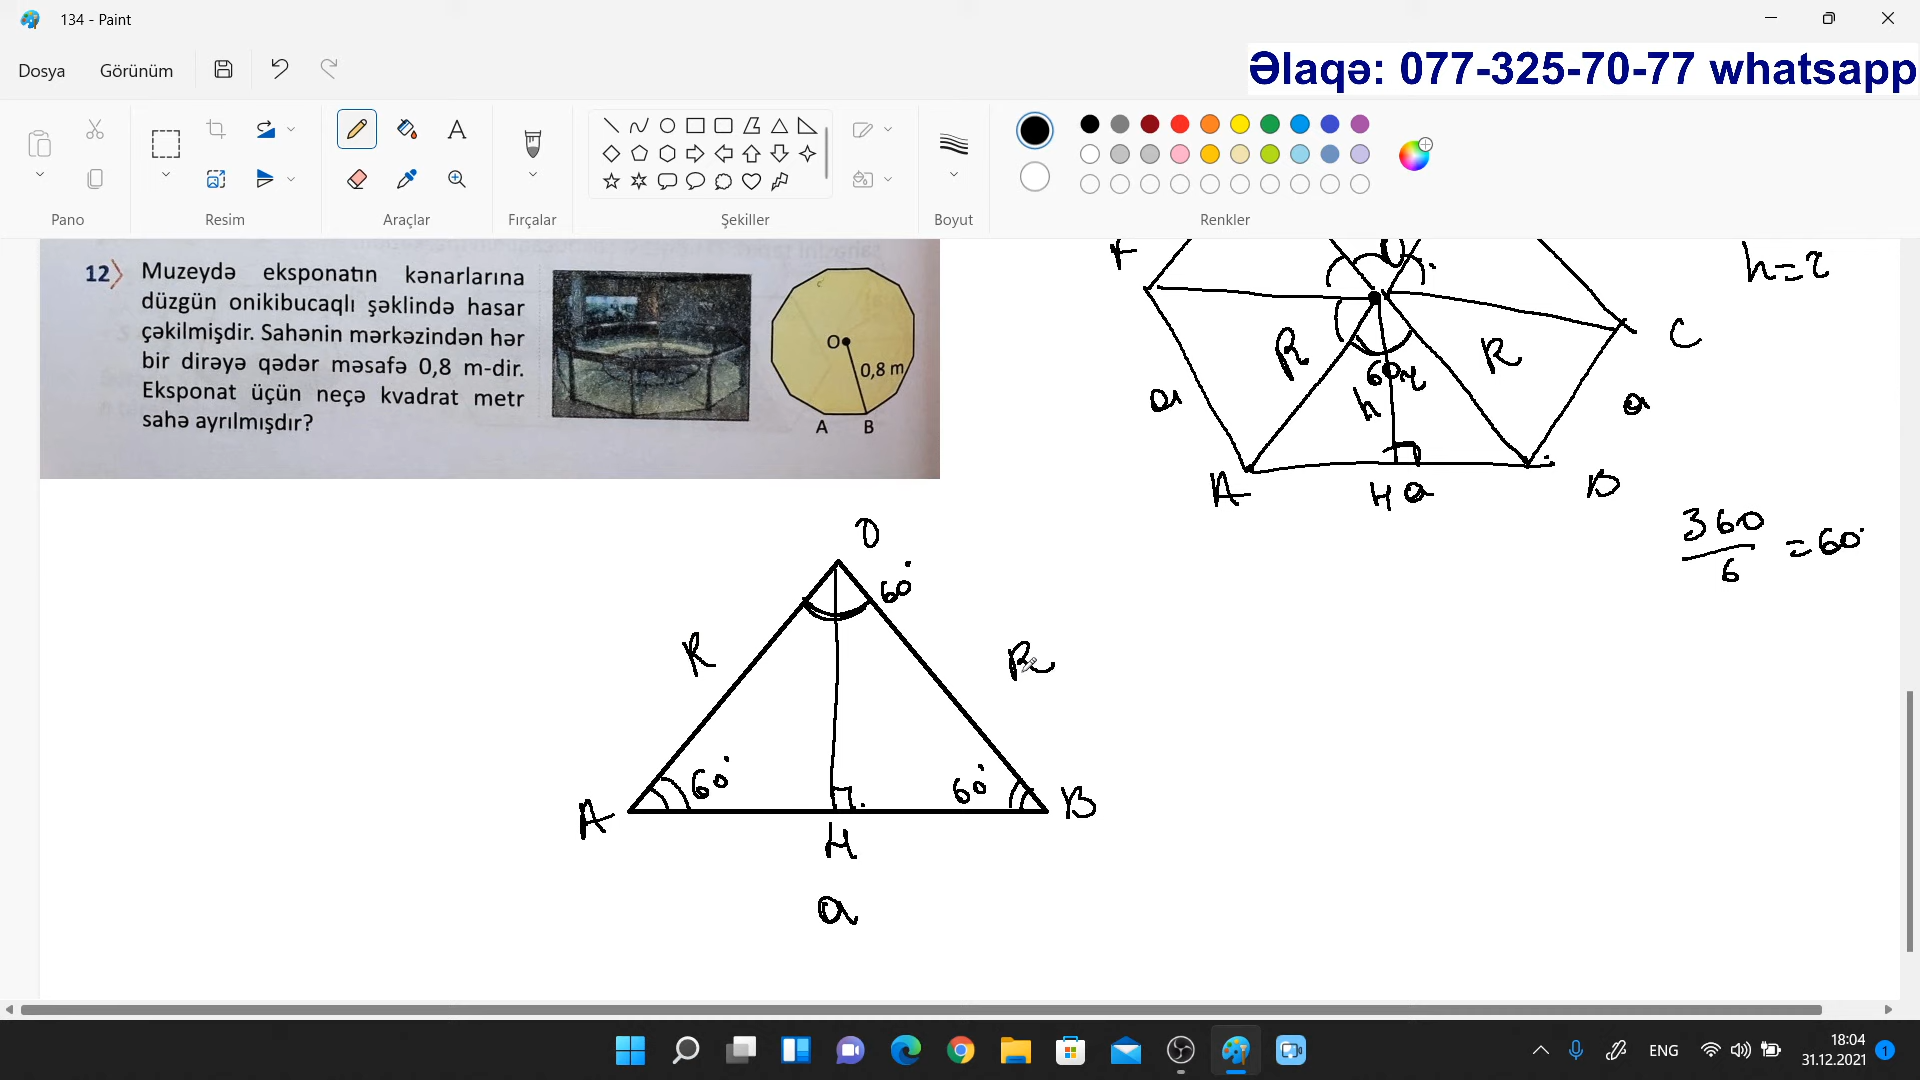 134 - Paint
Dosya
Görünüm
Əlaqə: 077-325-70-77 whatsapp
A
Pano
Resim
Araçlar
Fırçalar
Şekiller
Boyut
Renkler
12
Muzeydə eksponatın kənarlarına
düzgün onikibucaqlı şəklində hasar
çəkilmişdir. Sahənin mərkəzindən hər
bir dirəyə qədər məsafə 0,8 m-dir.
Eksponat üçün neçə kvadrat metr
sahə ayrılmışdır?
O
0,8 m
A B
F
h=r
C
R
R
60
r
h
a
a
A
H a
B
360
6
=60°
O
60°
R
R
A
60°
60°
B
H
a
ENG
18:04
31.12.2021
1